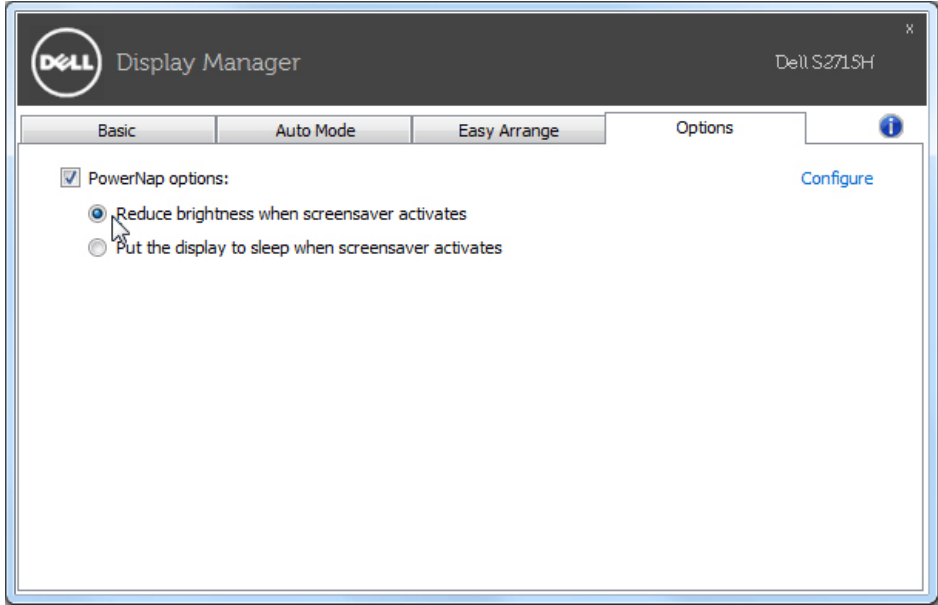 x
DELL Display Manager Dell S2715H
Basic Auto Mode Easy Arrange Options i
PowerNap options: Configure
Reduce brightness when screensaver activates
Put the display to sleep when screensaver activates